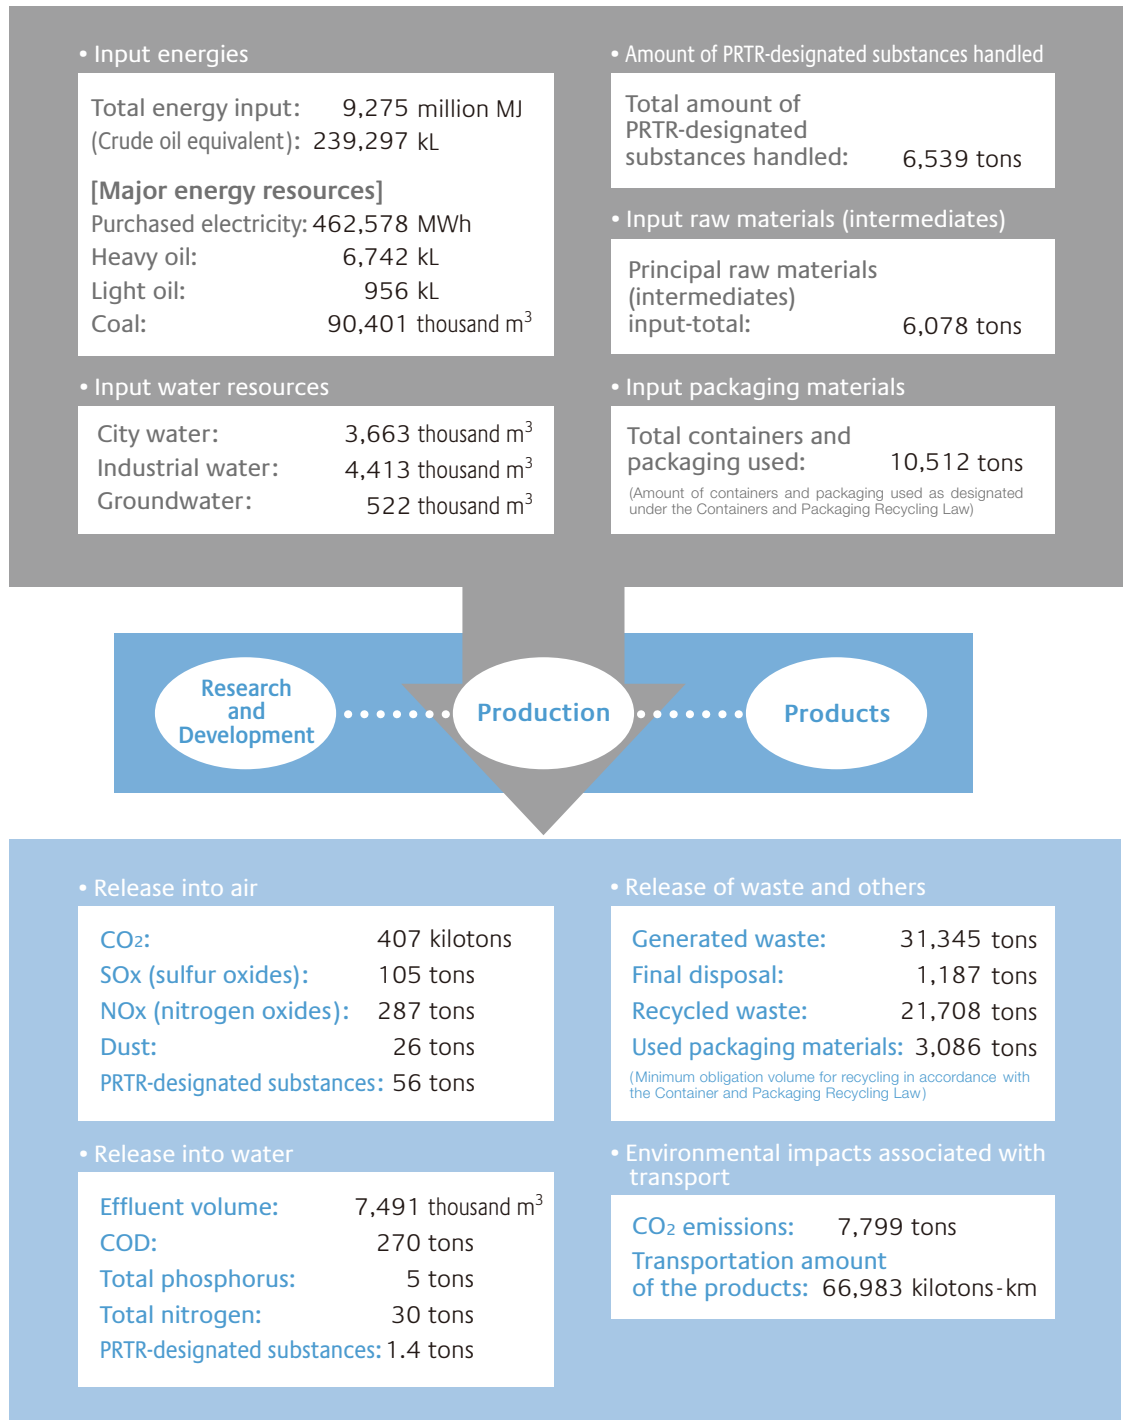 • Input energies
Total energy input: 9,275 million MJ
(Crude oil equivalent): 239,297 kL
[Major energy resources]
Purchased electricity: 462,578 MWh
Heavy oil: 6,742 kL
Light oil: 956 kL
Coal: 90,401 thousand m³
• Input water resources
City water: 3,663 thousand m³
Industrial water: 4,413 thousand m³
Groundwater: 522 thousand m³
• Amount of PRTR-designated substances handled
Total amount of
PRTR-designated
substances handled: 6,539 tons
• Input raw materials (intermediates)
Principal raw materials
(intermediates)
input-total: 6,078 tons
• Input packaging materials
Total containers and
packaging used: 10,512 tons
(Amount of containers and packaging used as designated
under the Containers and Packaging Recycling Law)
Research
and
Development
Production
Products
• Release into air
CO₂: 407 kilotons
SOx (sulfur oxides): 105 tons
NOx (nitrogen oxides): 287 tons
Dust: 26 tons
PRTR-designated substances: 56 tons
• Release into water
Effluent volume: 7,491 thousand m³
COD: 270 tons
Total phosphorus: 5 tons
Total nitrogen: 30 tons
PRTR-designated substances: 1.4 tons
• Release of waste and others
Generated waste: 31,345 tons
Final disposal: 1,187 tons
Recycled waste: 21,708 tons
Used packaging materials: 3,086 tons
(Minimum obligation volume for recycling in accordance with
the Container and Packaging Recycling Law)
• Environmental impacts associated with
transport
CO₂ emissions: 7,799 tons
Transportation amount
of the products: 66,983 kilotons-km